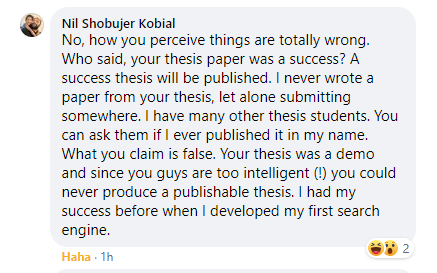 Nil Shobujer Kobial
No, how you perceive things are totally wrong.
Who said, your thesis paper was a success? A
success thesis will be published. I never wrote a
paper from your thesis, let alone submitting
somewhere. I have many other thesis students. You
can ask them if I ever published it in my name.
What you claim is false. Your thesis was a demo
and since you guys are too intelligent (!) you could
never produce a publishable thesis. I had my
success before when I developed my first search
engine.
2
Haha · 1h